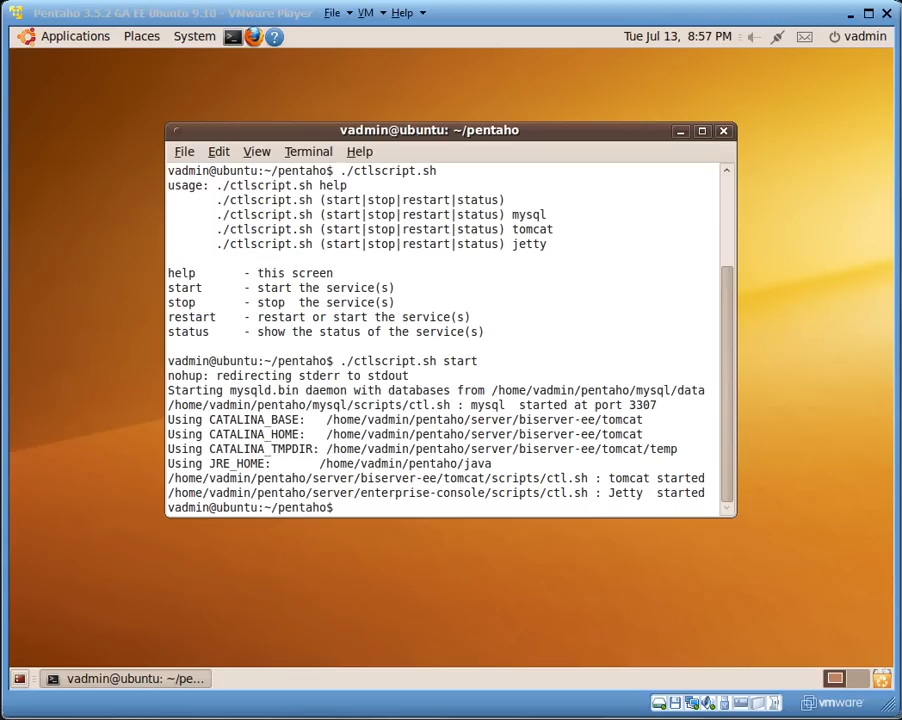 Pentaho 3.5.2 GA EE Ubuntu 9.10 - VMware Player File VM Help
Applications Places System Tue Jul 13, 8:57 PM vadmin
vadmin@ubuntu: ~/pentaho
File Edit View Terminal Help
vadmin@ubuntu:~/pentaho$ ./ctlscript.sh
usage: ./ctlscript.sh help
./ctlscript.sh (start|stop|restart|status)
./ctlscript.sh (start|stop|restart|status) mysql
./ctlscript.sh (start|stop|restart|status) tomcat
./ctlscript.sh (start|stop|restart|status) jetty
help - this screen
start - start the service(s)
stop - stop the service(s)
restart - restart or start the service(s)
status - show the status of the service(s)
vadmin@ubuntu:~/pentaho$ ./ctlscript.sh start
nohup: redirecting stderr to stdout
Starting mysqld.bin daemon with databases from /home/vadmin/pentaho/mysql/data
/home/vadmin/pentaho/mysql/scripts/ctl.sh : mysql started at port 3307
Using CATALINA_BASE: /home/vadmin/pentaho/server/biserver-ee/tomcat
Using CATALINA_HOME: /home/vadmin/pentaho/server/biserver-ee/tomcat
Using CATALINA_TMPDIR: /home/vadmin/pentaho/server/biserver-ee/tomcat/temp
Using JRE_HOME: /home/vadmin/pentaho/java
/home/vadmin/pentaho/server/biserver-ee/tomcat/scripts/ctl.sh : tomcat started
/home/vadmin/pentaho/server/enterprise-console/scripts/ctl.sh : Jetty started
vadmin@ubuntu:~/pentaho$
vadmin@ubuntu: ~/pe...
vmware